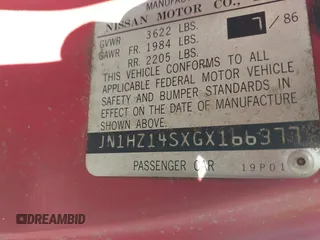 MANUFACTU
NISSAN MOTOR CO.,
GVWR 3622 LBS. 7 / 86
GAWR FR. 1984 LBS.
RR. 2205 LBS.
THIS VEHICLE CONFORMS TO ALL
APPLICABLE FEDERAL MOTOR VEHICLE
SAFETY AND BUMPER STANDARDS IN
EFFECT ON THE DATE OF MANUFACTURE
SHOWN ABOVE.
JN1HZ14SXGX166377
PASSENGER CAR 19P01
DREAMBID